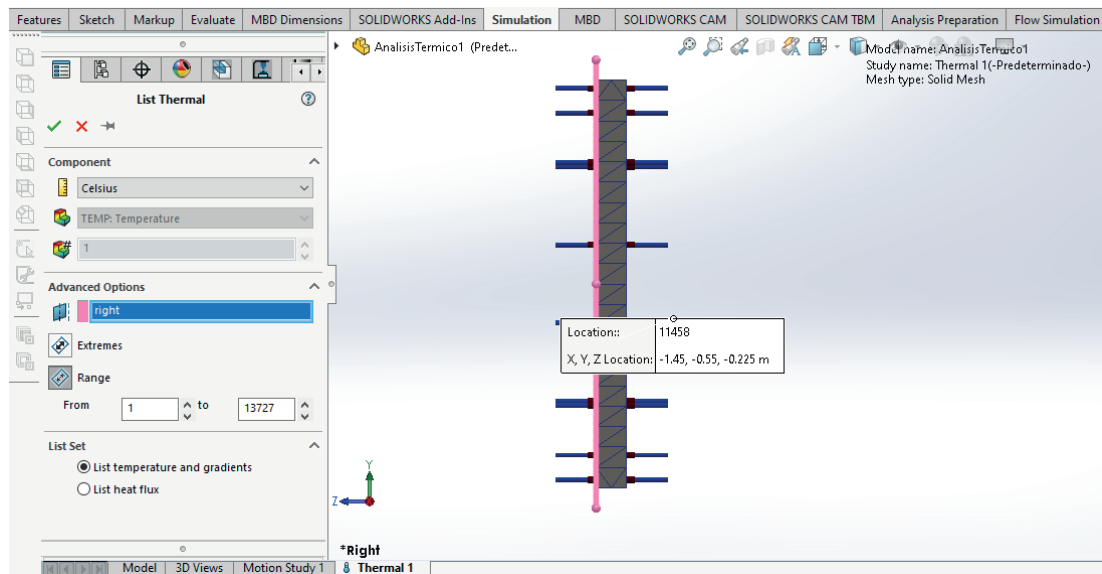 Features Sketch Markup Evaluate MBD Dimensions SOLIDWORKS Add-Ins Simulation MBD SOLIDWORKS CAM SOLIDWORKS CAM TBM Analysis Preparation Flow Simulation
AnalisisTermico1 (Predet...
Model name: AnalisisTermico1
Study name: Thermal 1(-Predeterminado-)
Mesh type: Solid Mesh
List Thermal
Component
Celsius
TEMP: Temperature
1
Advanced Options
right
Extremes
Range
From 1 to 13727
List Set
List temperature and gradients
List heat flux
Location:: 11458
X, Y, Z Location: -1.45, -0.55, -0.225 m
Y
Z
*Right
Model 3D Views Motion Study 1 Thermal 1